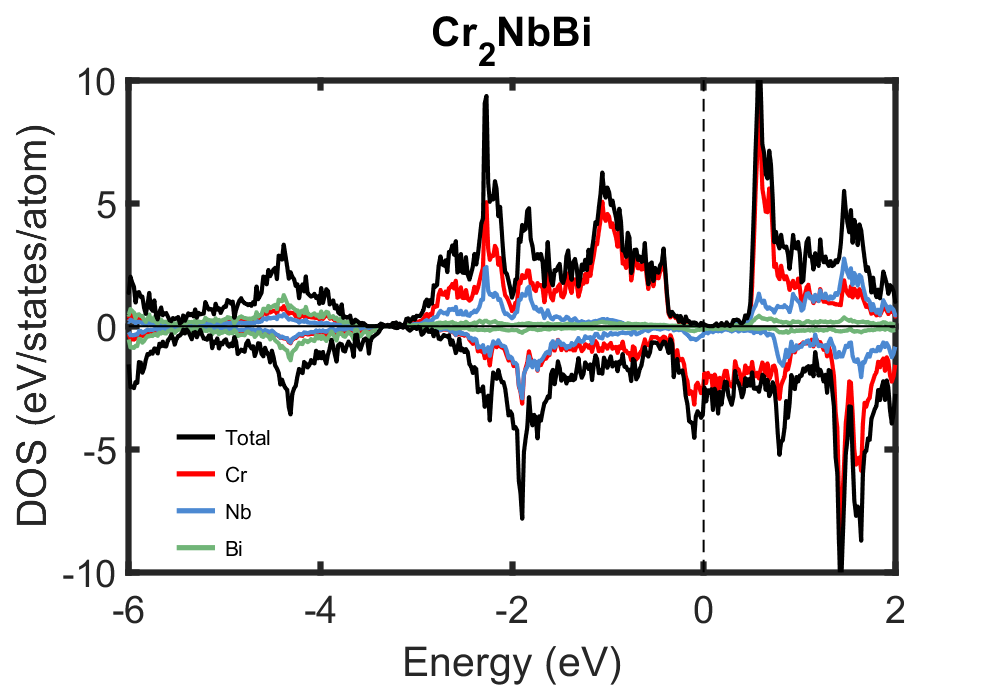 Cr2NbBi
10
5
0
-5
-10
DOS (eV/states/atom)
Total
Cr
Nb
Bi
-6 -4 -2 0 2
Energy (eV)